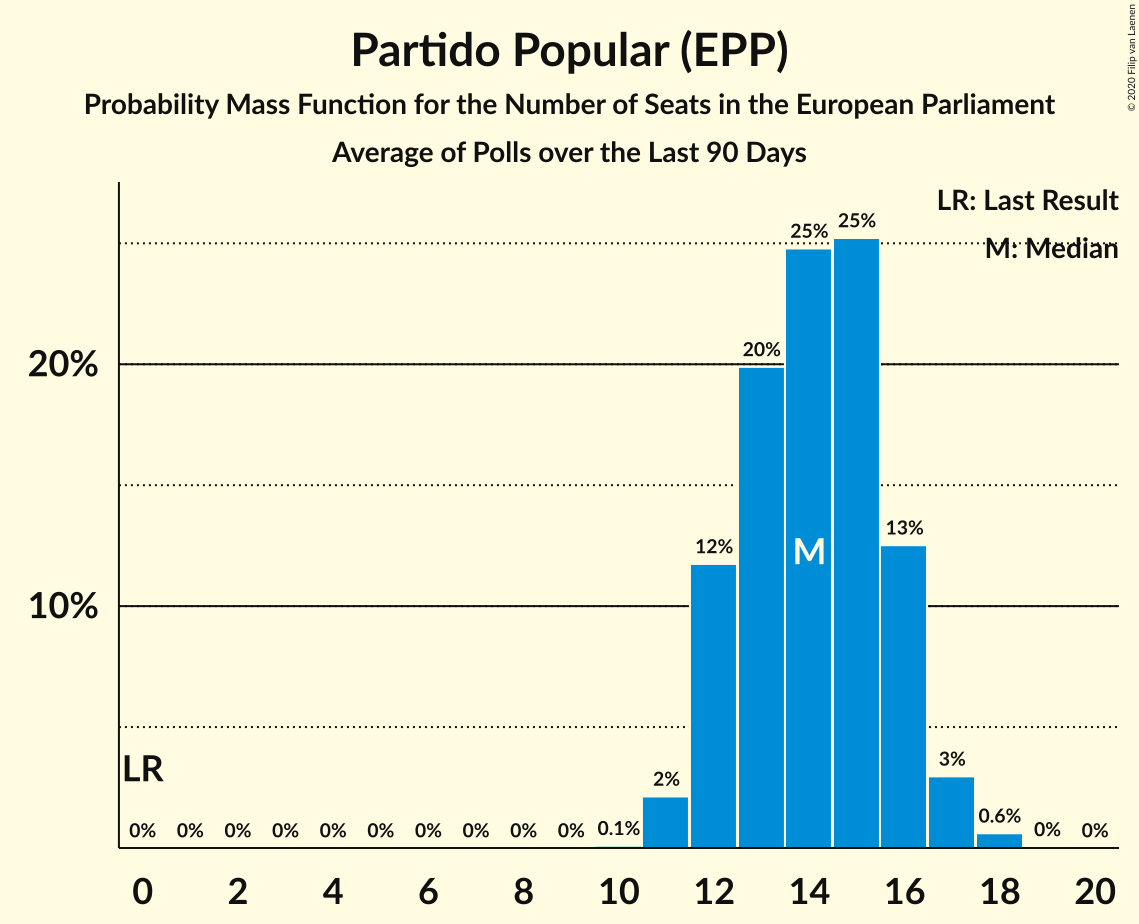 Partido Popular (EPP)
Probability Mass Function for the Number of Seats in the European Parliament
Average of Polls over the Last 90 Days
© 2020 Filip van Laenen
LR: Last Result
M: Median
25%
25%
20%
20%
13%
12%
M
10%
LR
3%
2%
0.6%
0% 0% 0% 0% 0% 0% 0% 0% 0% 0% 0.1% 0% 0%
0 2 4 6 8 10 12 14 16 18 20